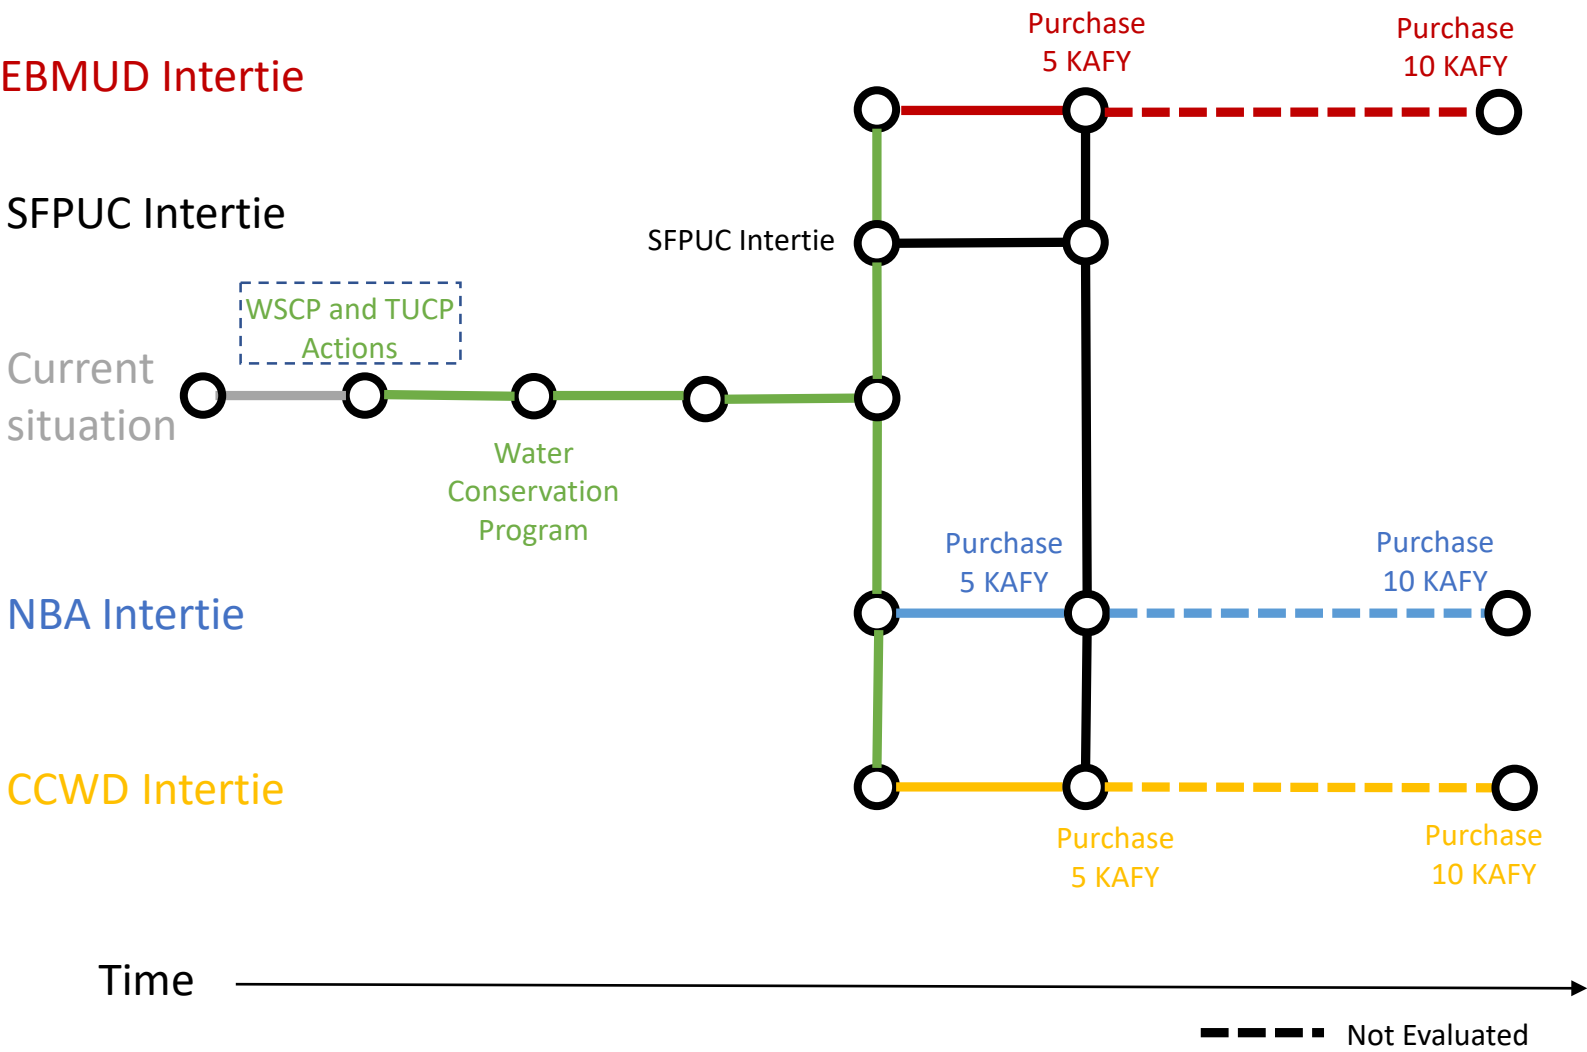 Purchase
5 KAFY
Purchase
10 KAFY
EBMUD Intertie
SFPUC Intertie
SFPUC Intertie
WSCP and TUCP
Actions
Current
situation
Water
Conservation
Program
Purchase
5 KAFY
Purchase
10 KAFY
NBA Intertie
CCWD Intertie
Purchase
5 KAFY
Purchase
10 KAFY
Time
Not Evaluated